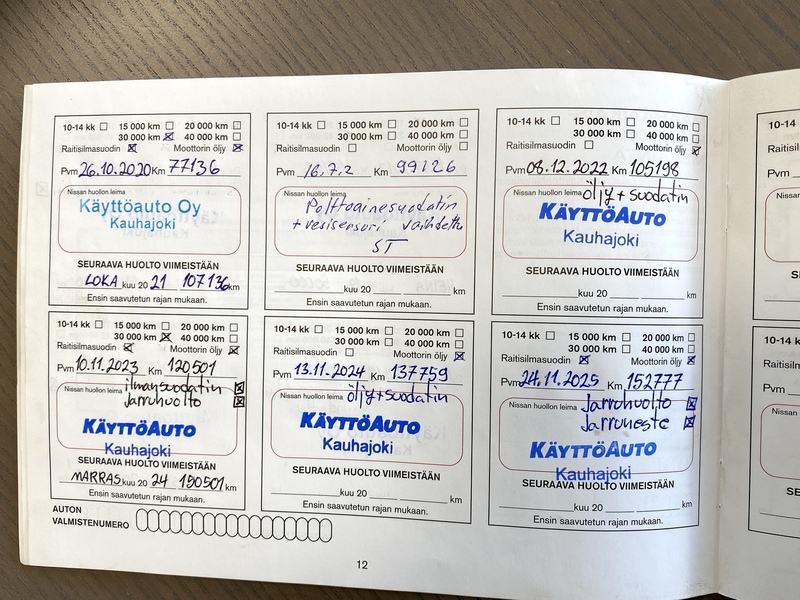 10-14 kk ☐ 15 000 km ☐ 20 000 km ☐
30 000 km ☒ 40 000 km ☐
Raitisilmasuodin ☒ Moottorin öljy ☒
Pvm 26.10.2020 Km 77136
Nissan huollon leima
Käyttöauto Oy
Kauhajoki
SEURAAVA HUOLTO VIIMEISTÄÄN
LOKA kuu 20 21 107136 km
Ensin saavutetun rajan mukaan.
10-14 kk ☐ 15 000 km ☐ 20 000 km ☐
30 000 km ☐ 40 000 km ☐
Raitisilmasuodin ☐ Moottorin öljy ☐
Pvm 16.7.2 Km 99126
Nissan huollon leima
Polttoainesuodatin
+ vesisensori vaihdettu
ST
SEURAAVA HUOLTO VIIMEISTÄÄN
kuu 20 km
Ensin saavutetun rajan mukaan.
10-14 kk ☐ 15 000 km ☐ 20 000 km ☐
30 000 km ☐ 40 000 km ☐
Raitisilmasuodin ☐ Moottorin öljy ☒
Pvm 08.12.2022 Km 105198
Nissan huollon leima öljy + suodatin
KÄYTTÖAUTO
Kauhajoki
SEURAAVA HUOLTO VIIMEISTÄÄN
kuu 20 km
Ensin saavutetun rajan mukaan.
10-14 kk ☐ 15 000 km ☐ 20 000 km ☐
30 000 km ☒ 40 000 km ☐
Raitisilmasuodin ☒ Moottorin öljy ☒
Pvm 10.11.2023 Km 120501
Nissan huollon leima ilmansuodatin ☒
Jarruhuolto ☒
KÄYTTÖAUTO
Kauhajoki
SEURAAVA HUOLTO VIIMEISTÄÄN
MARRAS kuu 20 24 150501 km
Ensin saavutetun rajan mukaan.
10-14 kk ☐ 15 000 km ☐ 20 000 km ☐
30 000 km ☐ 40 000 km ☐
Raitisilmasuodin ☐ Moottorin öljy ☒
Pvm 13.11.2024 Km 137759
Nissan huollon leima öljy+suodatin
KÄYTTÖAUTO
Kauhajoki
SEURAAVA HUOLTO VIIMEISTÄÄN
kuu 20 km
Ensin saavutetun rajan mukaan.
10-14 kk ☐ 15 000 km ☐ 20 000 km ☐
30 000 km ☐ 40 000 km ☐
Raitisilmasuodin ☒ Moottorin öljy ☒
Pvm 24.11.2025 Km 152777
Nissan huollon leima Jarruhuolto ☒
Jarruneste ☒
KÄYTTÖAUTO
Kauhajoki
SEURAAVA HUOLTO VIIMEISTÄÄN
kuu 20 km
Ensin saavutetun rajan mukaan.
AUTON
VALMISTENUMERO
12
10-14
Raitisilma
Pvm
Nissan
10-14 k
Raitisilm
Pvm
Nissan